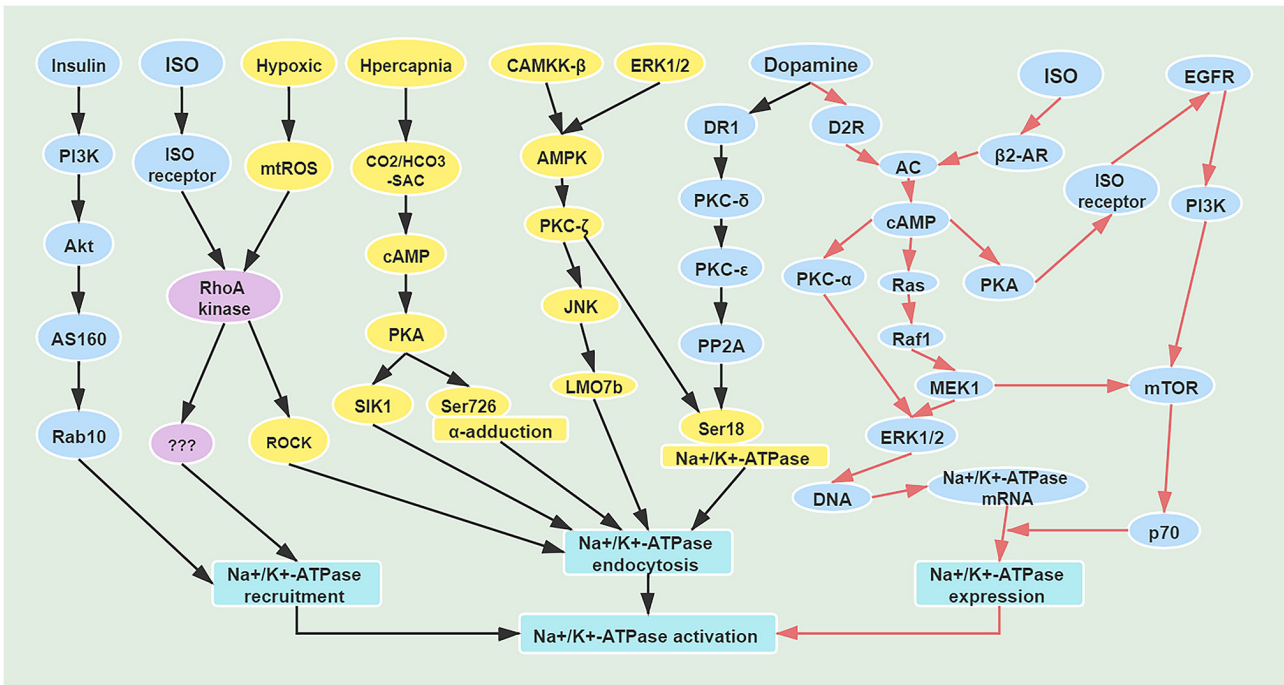 Insulin
ISO
Hypoxic
Hpercapnia
CAMKK-β
ERK1/2
Dopamine
ISO
EGFR
PI3K
ISO
receptor
mtROS
CO2/HCO3
-SAC
AMPK
DR1
D2R
β2-AR
AC
ISO
receptor
PI3K
Akt
cAMP
PKC-ζ
PKC-δ
cAMP
RhoA
kinase
PKC-ε
PKC-α
Ras
PKA
AS160
PKA
JNK
PP2A
Raf1
LMO7b
MEK1
mTOR
Rab10
???
ROCK
SIK1
Ser726
α-adduction
Ser18
Na+/K+-ATPase
ERK1/2
DNA
Na+/K+-ATPase
mRNA
p70
Na+/K+-ATPase
endocytosis
Na+/K+-ATPase
recruitment
Na+/K+-ATPase
expression
Na+/K+-ATPase activation